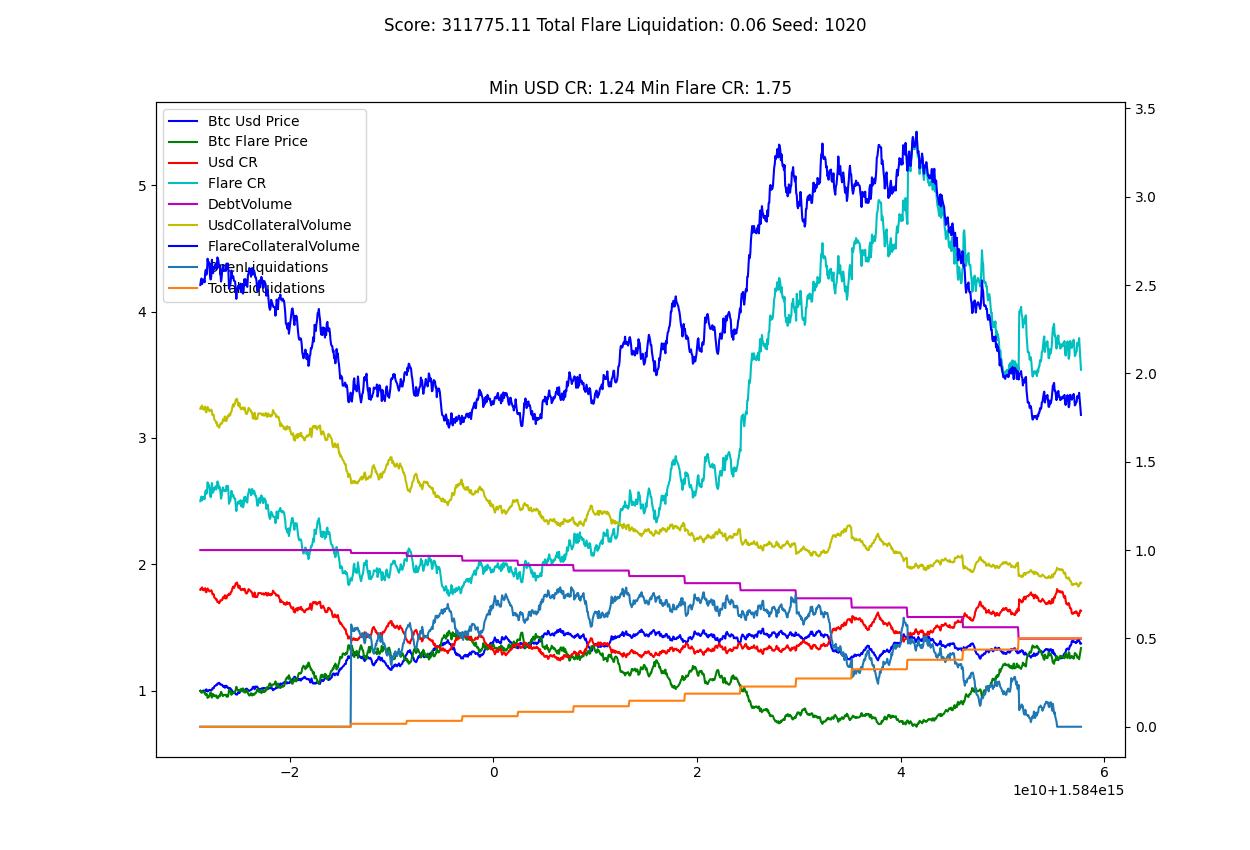 Score: 311775.11 Total Flare Liquidation: 0.06 Seed: 1020
Min USD CR: 1.24 Min Flare CR: 1.75
Btc Usd Price
Btc Flare Price
Usd CR
Flare CR
DebtVolume
UsdCollateralVolume
FlareCollateralVolume
OpenLiquidations
TotalLiquidations
5
4
3
2
1
3.5
3.0
2.5
2.0
1.5
1.0
0.5
0.0
−2
0
2
4
6
1e10+1.584e15